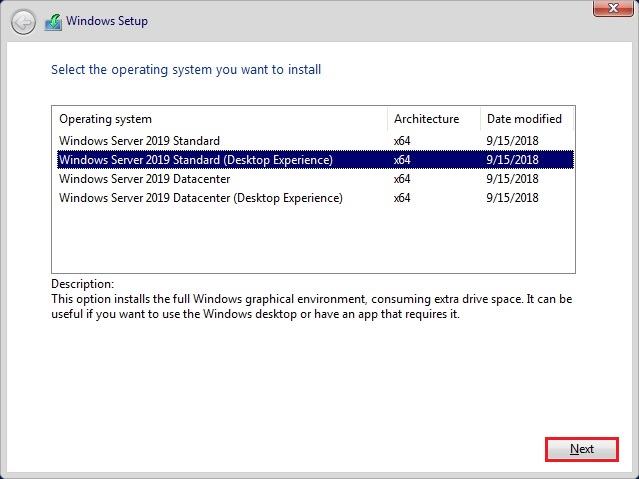 Windows Setup
Select the operating system you want to install
Operating system Architecture Date modified
Windows Server 2019 Standard x64 9/15/2018
Windows Server 2019 Standard (Desktop Experience) x64 9/15/2018
Windows Server 2019 Datacenter x64 9/15/2018
Windows Server 2019 Datacenter (Desktop Experience) x64 9/15/2018
Description:
This option installs the full Windows graphical environment, consuming extra drive space. It can be
useful if you want to use the Windows desktop or have an app that requires it.
Next